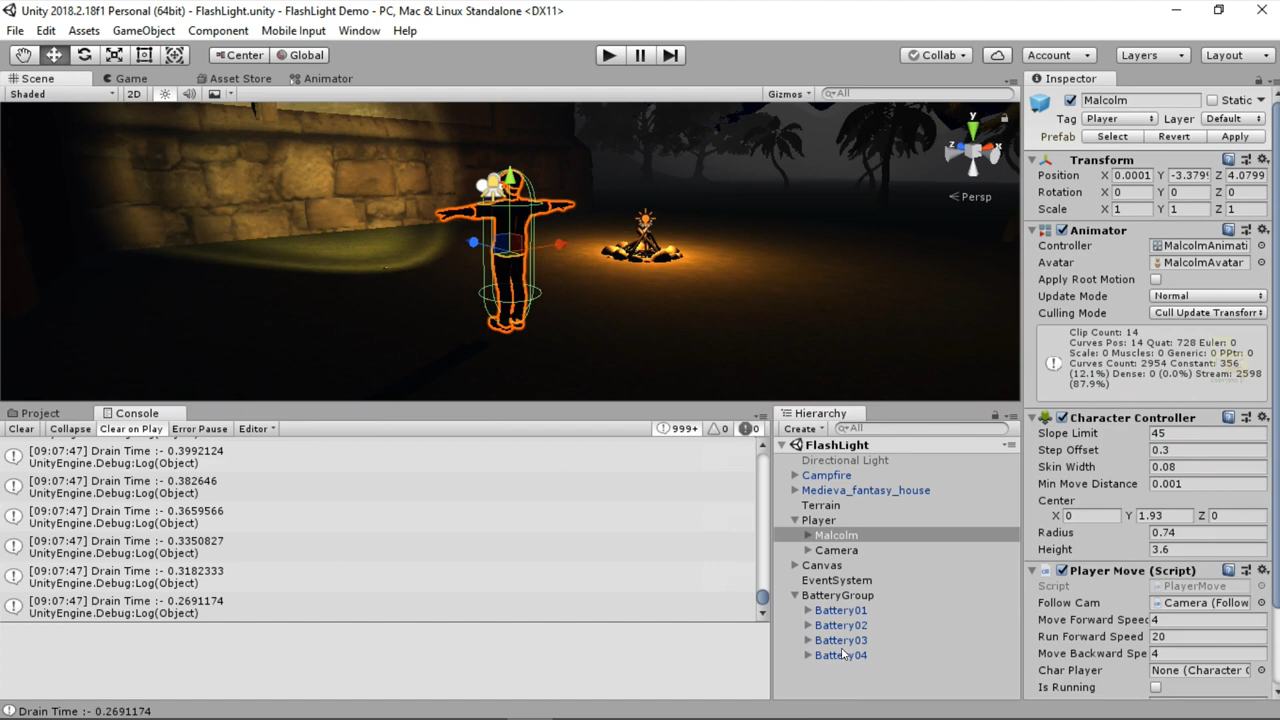 Unity 2018.2.18f1 Personal (64bit) - FlashLight.unity - FlashLight Demo - PC, Mac & Linux Standalone <DX11>
File Edit Assets GameObject Component Mobile Input Window Help
Center Global Collab Account Layers Layout
Scene Game Asset Store Animator
Shaded 2D Gizmos All
y
z x
Persp
Inspector
Malcolm Static
Tag Player Layer Default
Prefab Select Revert Apply
Transform
Position X 0.0001 Y -3.379 Z 4.0799
Rotation X 0 Y 0 Z 0
Scale X 1 Y 1 Z 1
Animator
Controller MalcolmAnimati
Avatar MalcolmAvatar
Apply Root Motion
Update Mode Normal
Culling Mode Cull Update Transform
Clip Count: 14
Curves Pos: 14 Quat: 728 Euler: 0
Scale: 0 Muscles: 0 Generic: 0 PPtr: 0
Curves Count: 2954 Constant: 356
(12.1%) Dense: 0 (0.0%) Stream: 2598
(87.9%)
Character Controller
Slope Limit 45
Step Offset 0.3
Skin Width 0.08
Min Move Distance 0.001
Center
X 0 Y 1.93 Z 0
Radius 0.74
Height 3.6
Player Move (Script)
Script PlayerMove
Follow Cam Camera (Follow
Move Forward Speed 4
Run Forward Speed 20
Move Backward Spe 4
Char Player None (Character C
Is Running
Project Console
Clear Collapse Clear on Play Error Pause Editor 999+ 0 0
[09:07:47] Drain Time :- 0.3992124
UnityEngine.Debug:Log(Object)
[09:07:47] Drain Time :- 0.382646
UnityEngine.Debug:Log(Object)
[09:07:47] Drain Time :- 0.3659566
UnityEngine.Debug:Log(Object)
[09:07:47] Drain Time :- 0.3350827
UnityEngine.Debug:Log(Object)
[09:07:47] Drain Time :- 0.3182333
UnityEngine.Debug:Log(Object)
[09:07:47] Drain Time :- 0.2691174
UnityEngine.Debug:Log(Object)
Hierarchy
Create All
FlashLight
Directional Light
Campfire
Medieva_fantasy_house
Terrain
Player
Malcolm
Camera
Canvas
EventSystem
BatteryGroup
Battery01
Battery02
Battery03
Battery04
Drain Time :- 0.2691174